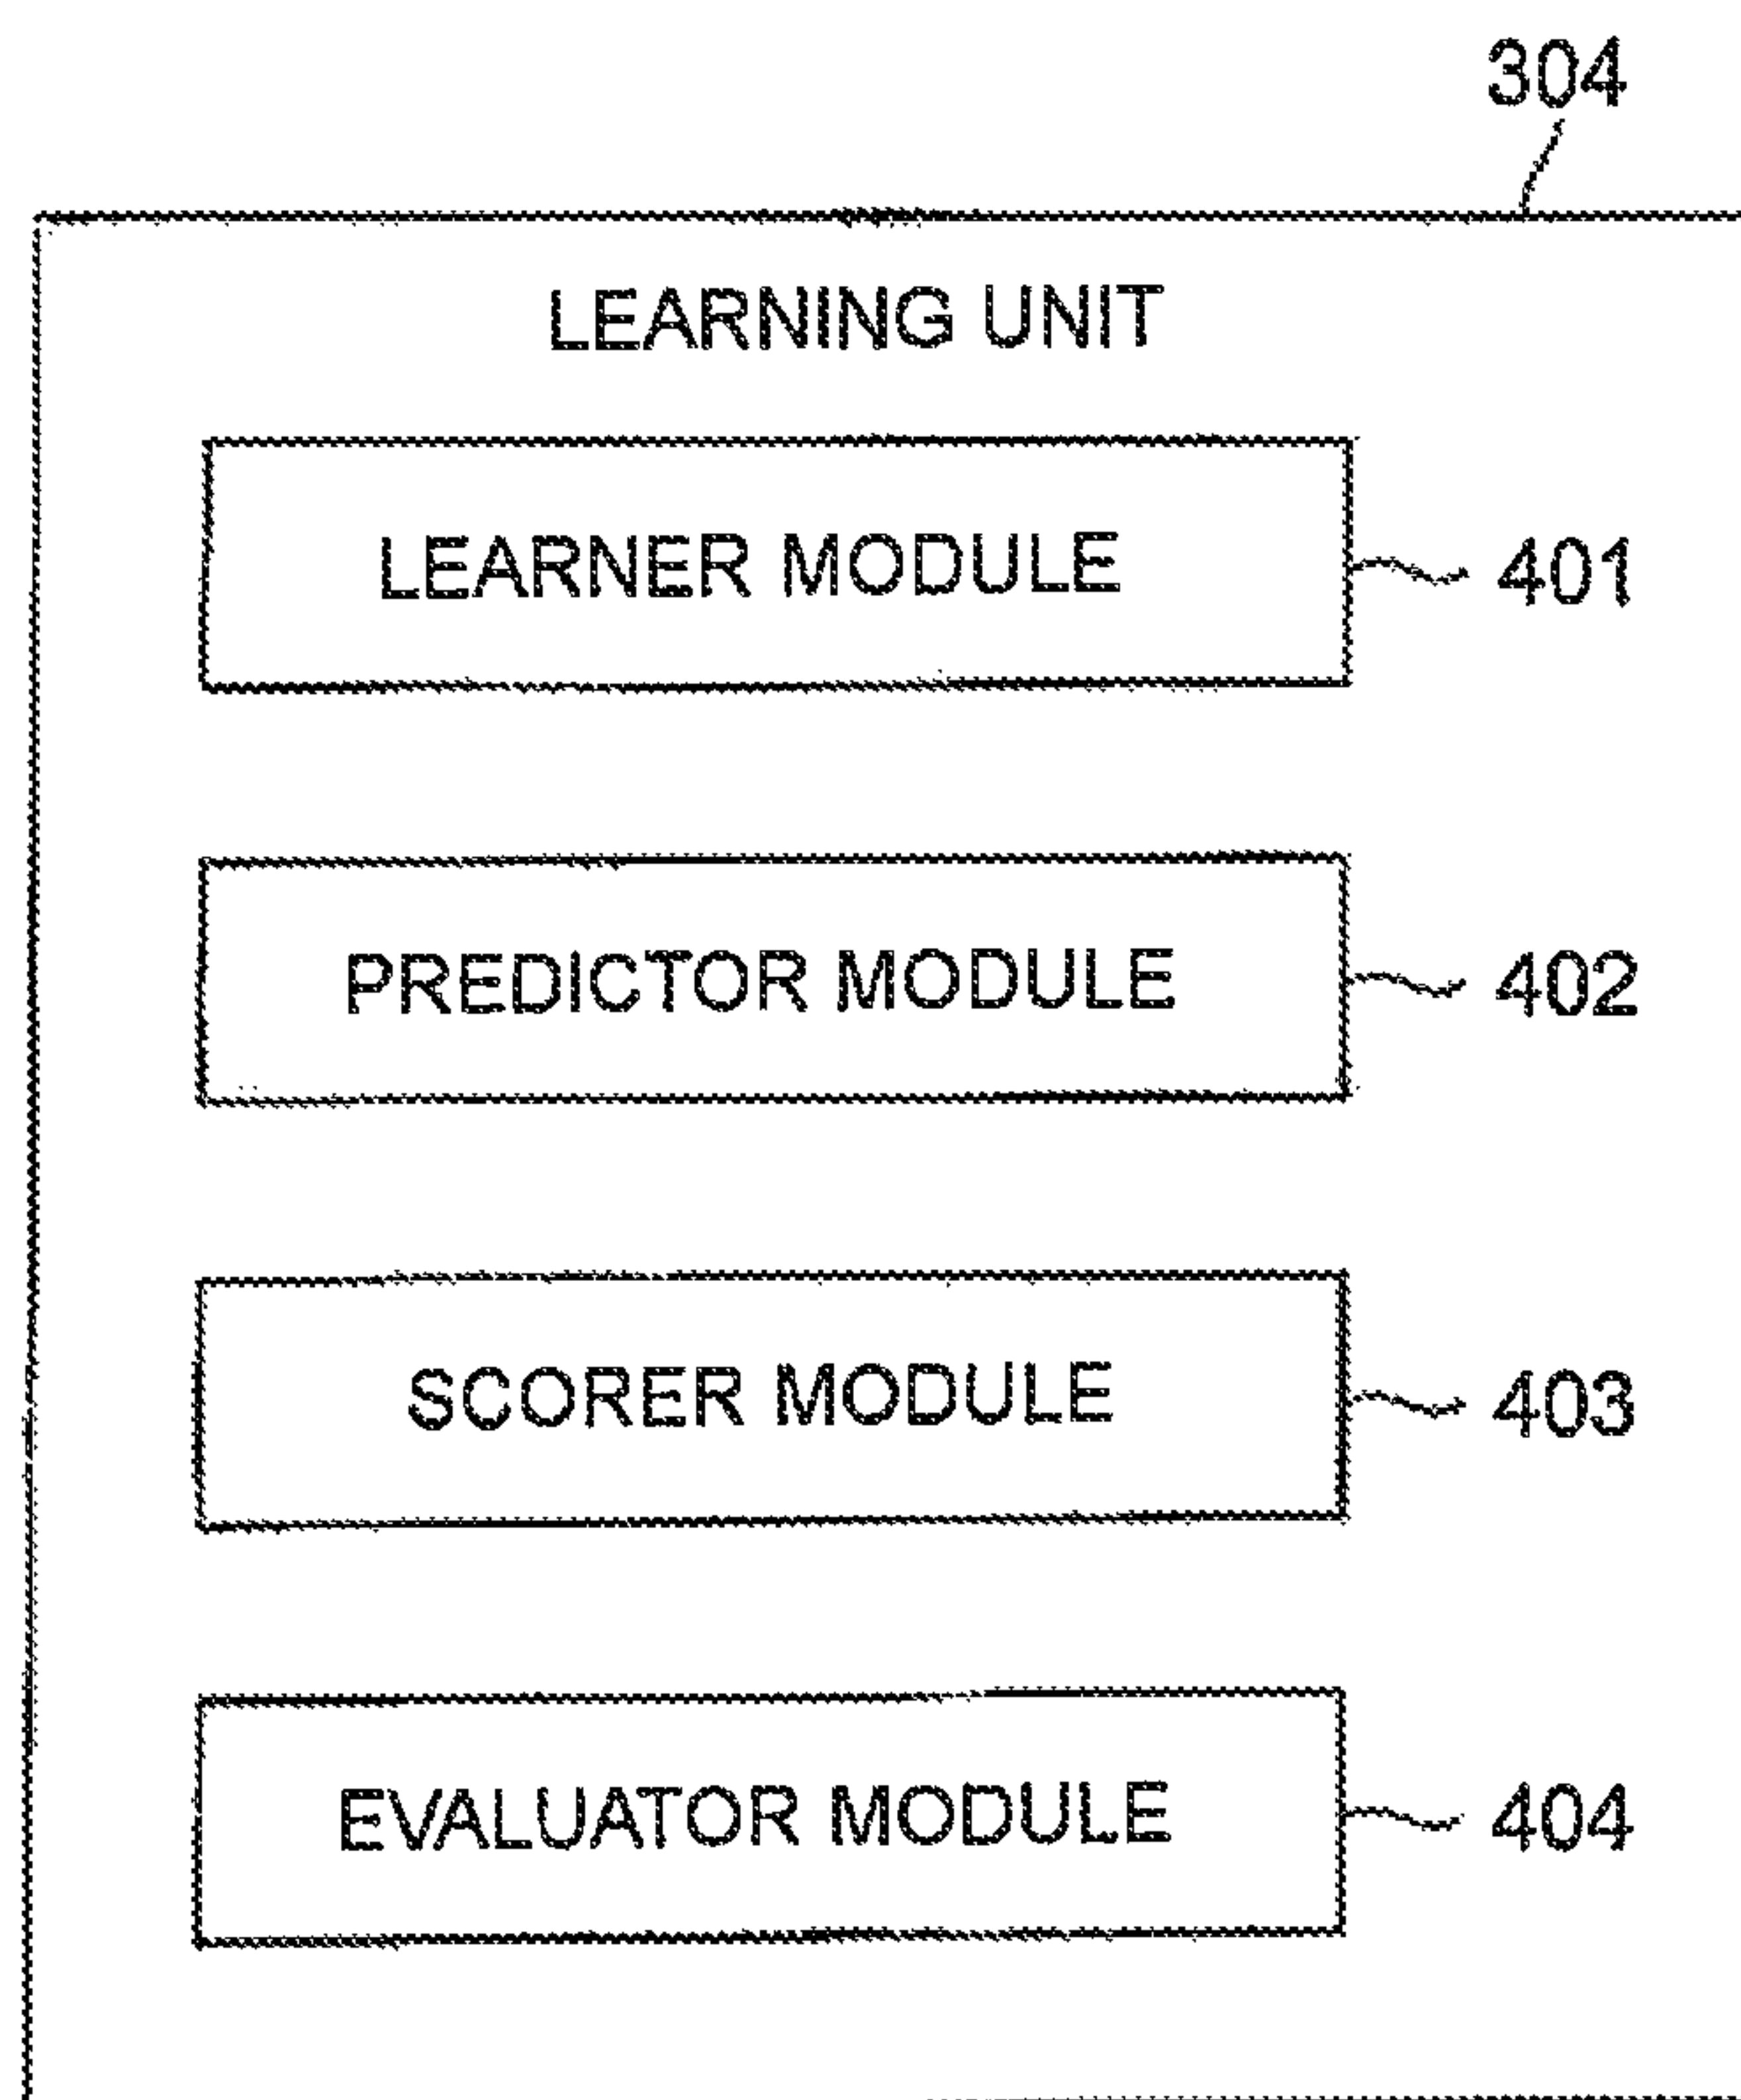 304
LEARNING UNIT
LEARNER MODULE 401
PREDICTOR MODULE 402
SCORER MODULE 403
EVALUATOR MODULE 404